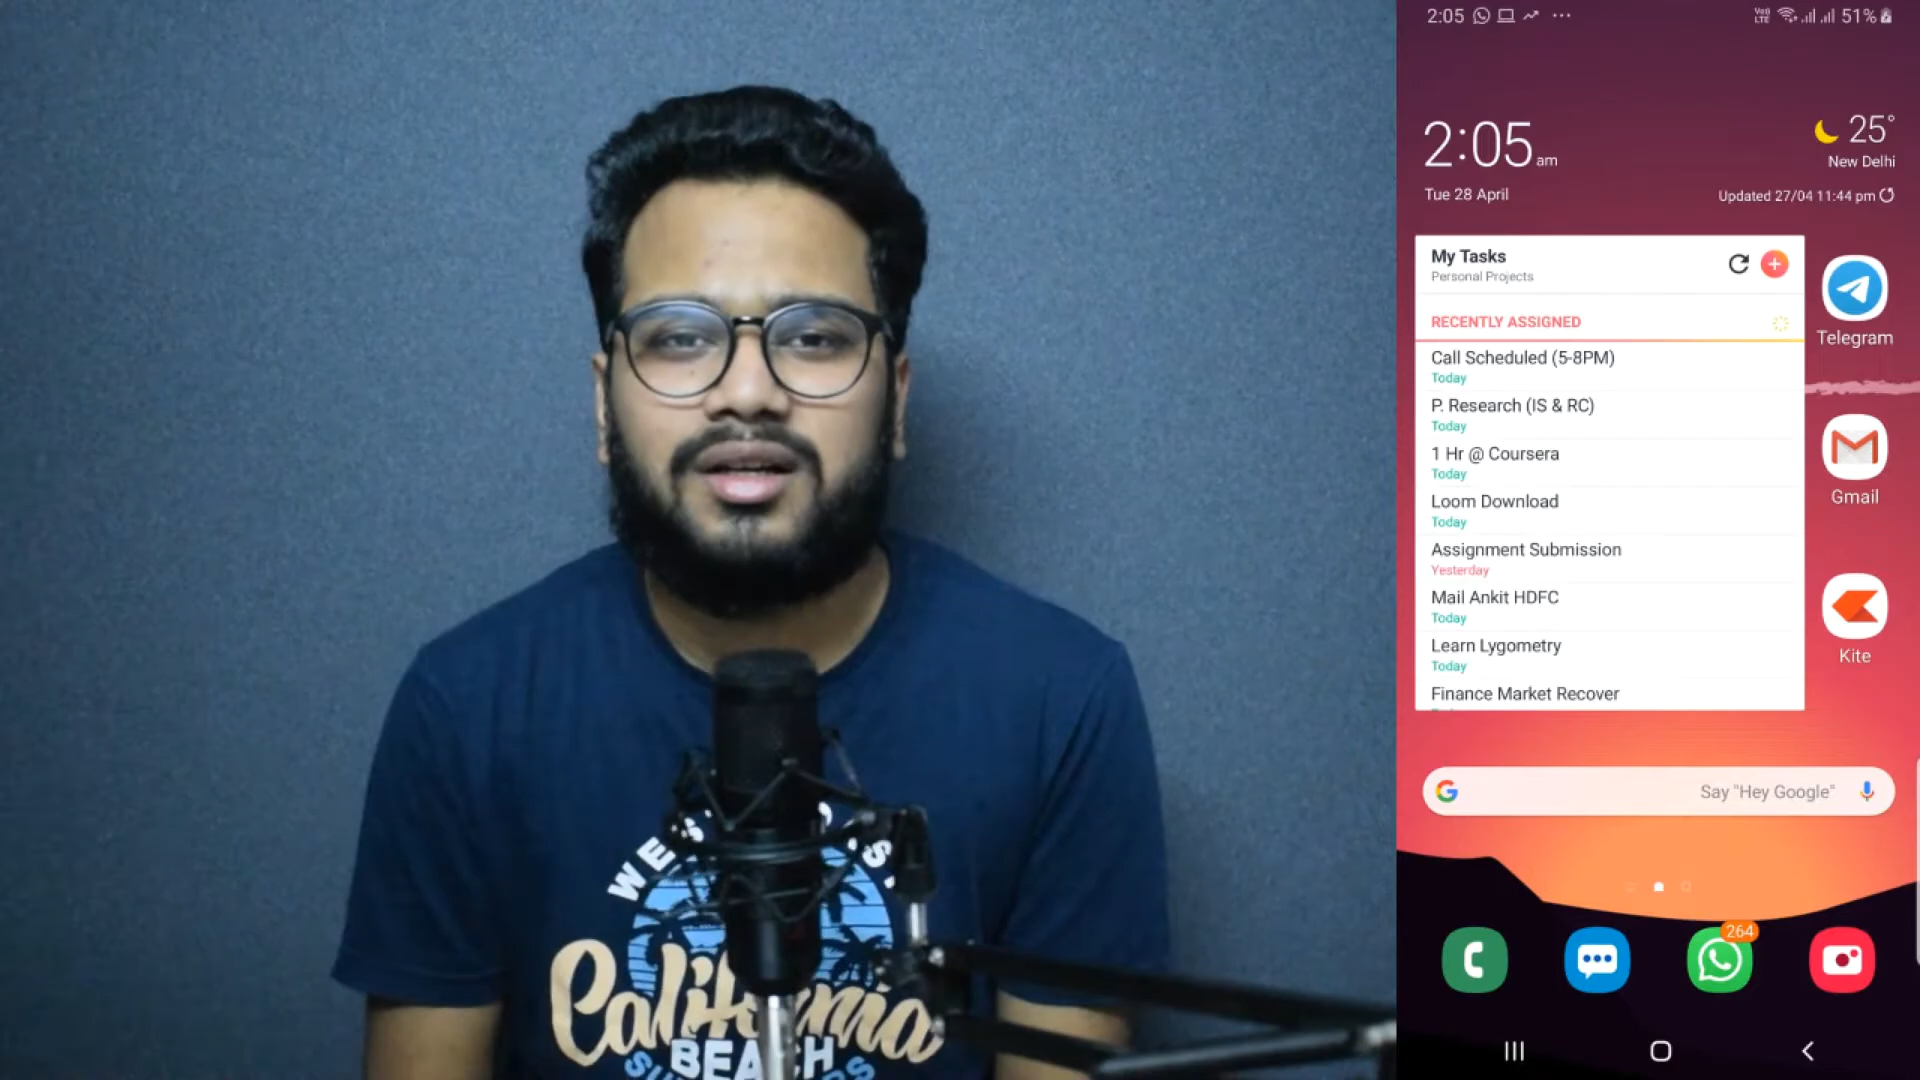 2:05
VoD LTE
51%
2:05 am
25°
New Delhi
Tue 28 April
Updated 27/04 11:44 pm
My Tasks
Personal Projects
RECENTLY ASSIGNED
Call Scheduled (5-8PM)
Today
P. Research (IS & RC)
Today
1 Hr @ Coursera
Today
Loom Download
Today
Assignment Submission
Yesterday
Mail Ankit HDFC
Today
Learn Lygometry
Today
Finance Market Recover
Telegram
Gmail
Kite
Say "Hey Google"
264
California
BEACH